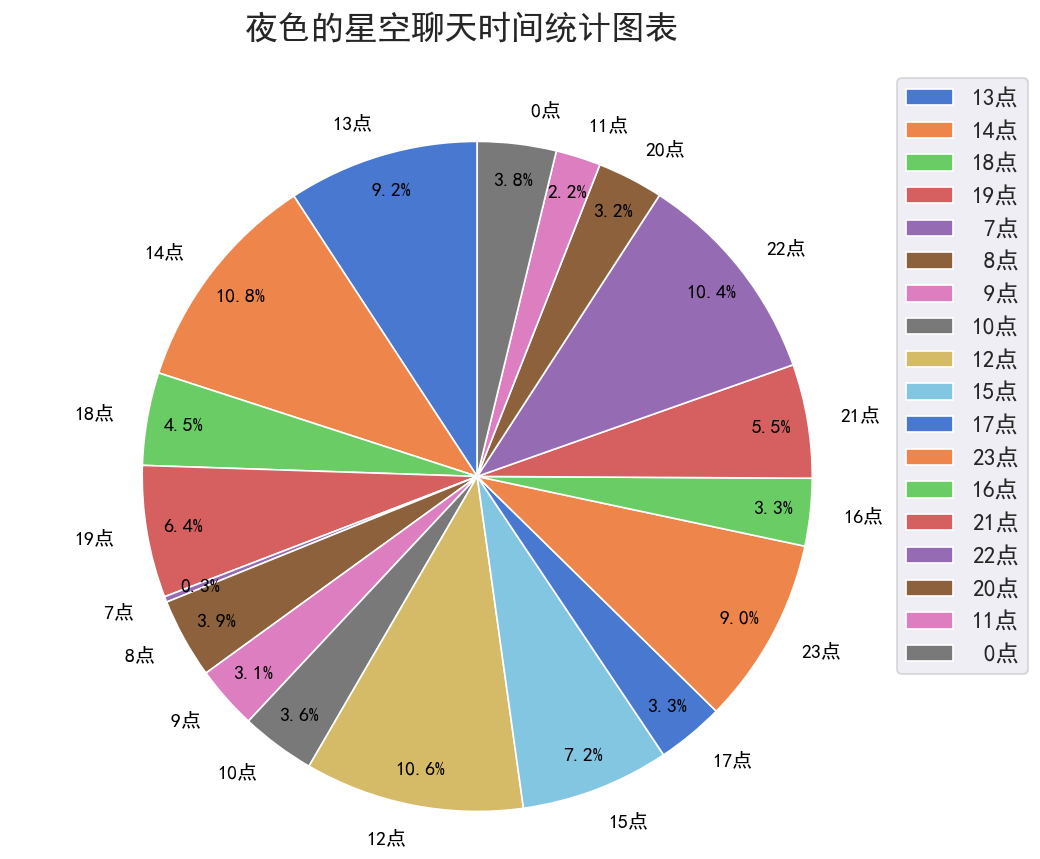 夜色的星空聊天时间统计图表
13点
14点
18点
19点
7点
8点
9点
10点
12点
15点
17点
23点
16点
21点
22点
20点
11点
0点
9.2%
10.8%
4.5%
6.4%
0.3%
3.9%
3.1%
3.6%
10.6%
7.2%
3.3%
9.0%
3.3%
5.5%
10.4%
3.2%
2.2%
3.8%
13点
14点
18点
19点
7点
8点
9点
10点
12点
15点
17点
23点
16点
21点
22点
20点
11点
0点